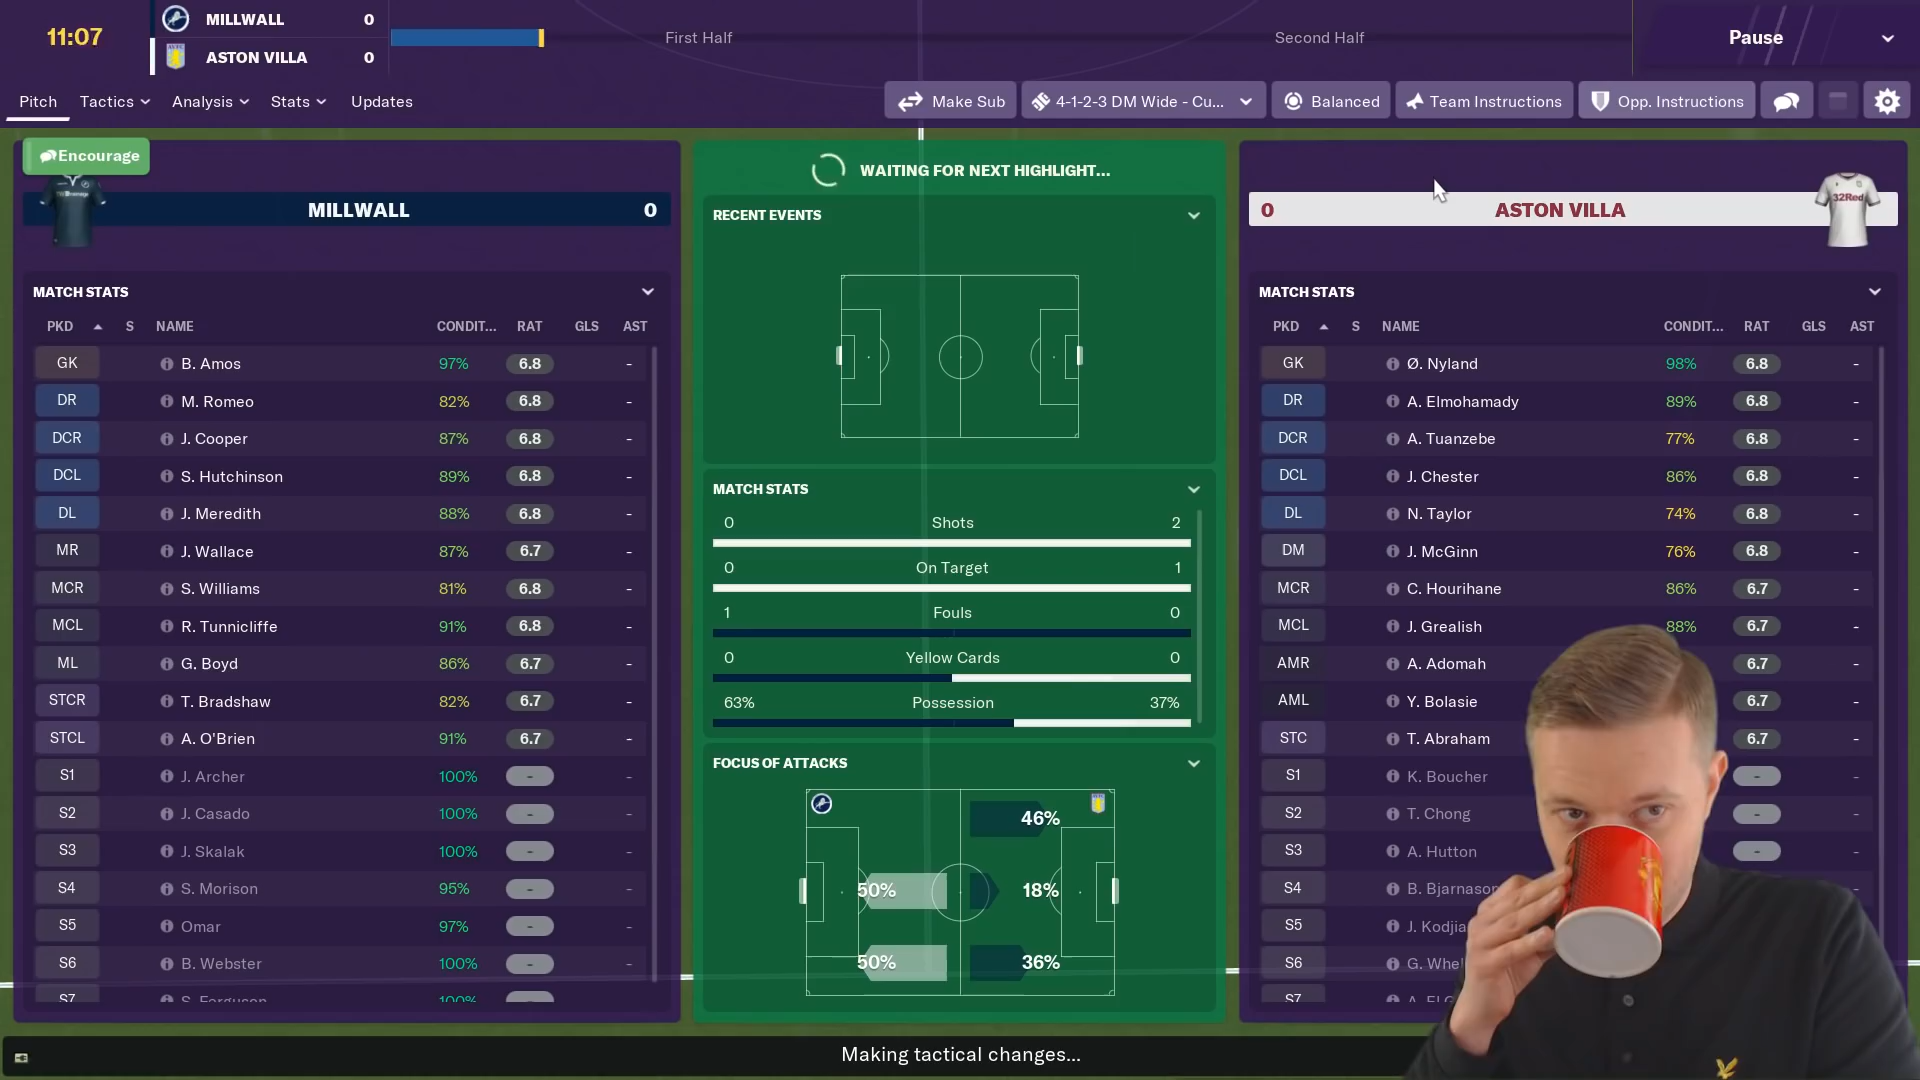 11:07
MILLWALL 0
ASTON VILLA 0
First Half
Second Half
Pause
Pitch
Tactics
Analysis
Stats
Updates
Make Sub
4-1-2-3 DM Wide - Cu...
Balanced
Team Instructions
Opp. Instructions
Encourage
MILLWALL 0
MATCH STATS
PKD S NAME CONDIT... RAT GLS AST
GK B. Amos 97% 6.8 -
DR M. Romeo 82% 6.8 -
DCR J. Cooper 87% 6.8 -
DCL S. Hutchinson 89% 6.8 -
DL J. Meredith 88% 6.8 -
MR J. Wallace 87% 6.7 -
MCR S. Williams 81% 6.8 -
MCL R. Tunnicliffe 91% 6.8 -
ML G. Boyd 86% 6.7 -
STCR T. Bradshaw 82% 6.7 -
STCL A. O'Brien 91% 6.7 -
S1 J. Archer 100% - -
S2 J. Casado 100% - -
S3 J. Skalak 100% - -
S4 S. Morison 95% - -
S5 Omar 97% - -
S6 B. Webster 100% - -
S7 S. Ferguson 100%
WAITING FOR NEXT HIGHLIGHT...
RECENT EVENTS
MATCH STATS
0 Shots 2
0 On Target 1
1 Fouls 0
0 Yellow Cards 0
63% Possession 37%
FOCUS OF ATTACKS
46%
50% 18%
50% 36%
0 ASTON VILLA
32Red
MATCH STATS
PKD S NAME CONDIT... RAT GLS AST
GK Ø. Nyland 98% 6.8 -
DR A. Elmohamady 89% 6.8 -
DCR A. Tuanzebe 77% 6.8 -
DCL J. Chester 86% 6.8 -
DL N. Taylor 74% 6.8 -
DM J. McGinn 76% 6.8 -
MCR C. Hourihane 86% 6.7 -
MCL J. Grealish 88% 6.7 -
AMR A. Adomah 6.7 -
AML Y. Bolasie 6.7 -
STC T. Abraham 6.7 -
S1 K. Boucher - -
S2 T. Chong - -
S3 A. Hutton - -
S4 B. Bjarnason -
S5 J. Kodjia -
S6 G. Whel -
S7
Making tactical changes...